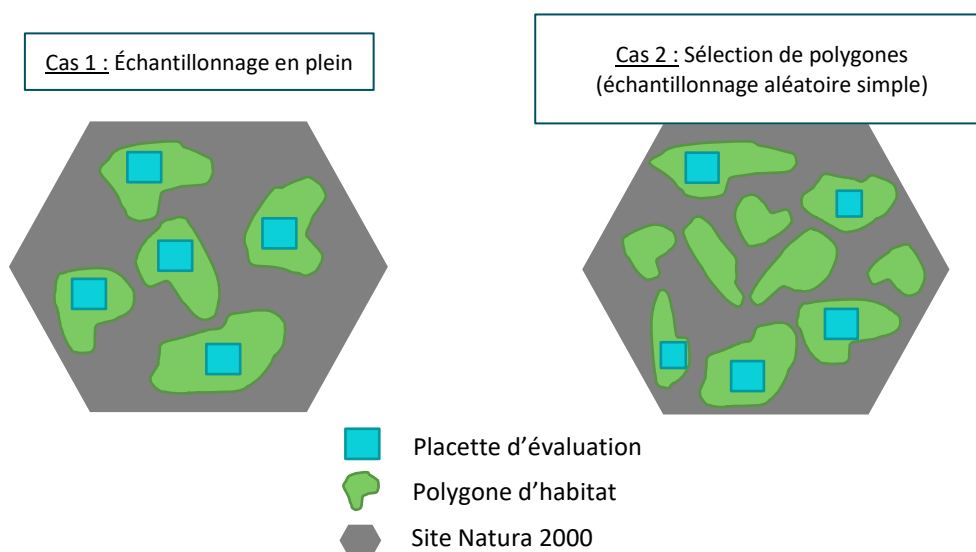 Cas 1 : Échantillonnage en plein
Cas 2 : Sélection de polygones
(échantillonnage aléatoire simple)
Placette d’évaluation
Polygone d’habitat
Site Natura 2000